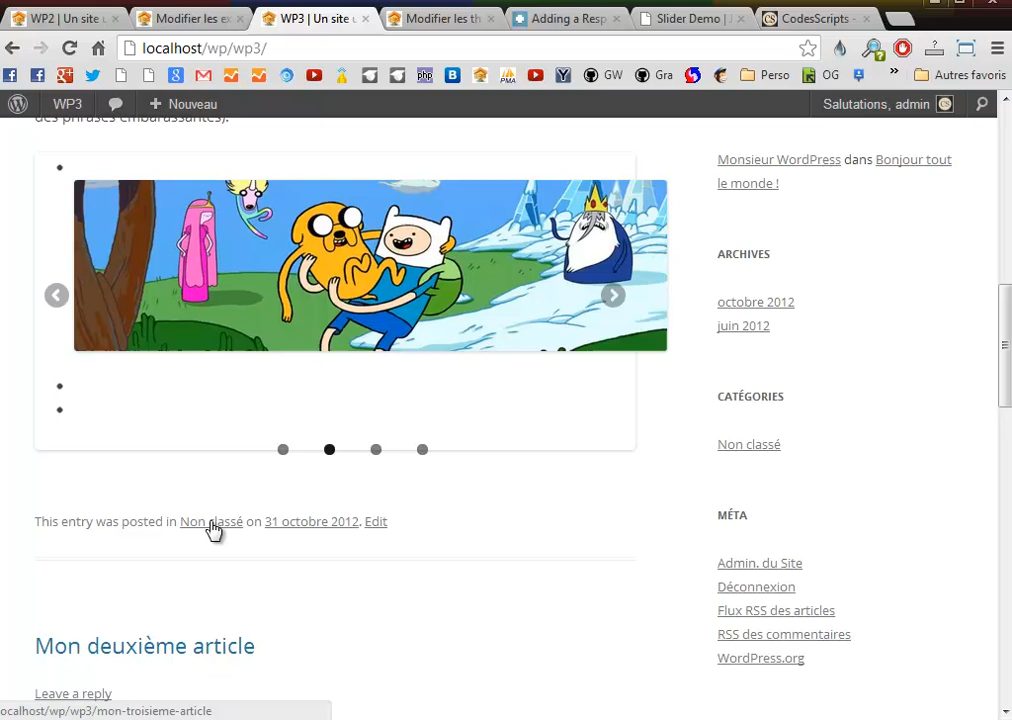 WP2 | Un site u
Modifier les ex
WP3 | Un site u
Modifier les th
Adding a Resp
Slider Demo | J
CodesScripts -
localhost/wp/wp3/
php
B
PMA
Y
GW
Gra
Perso
OG
Autres favoris
WP3
Nouveau
Salutations, admin
des phrases embarassantes).
Monsieur WordPress dans Bonjour tout
le monde !
ARCHIVES
octobre 2012
juin 2012
CATÉGORIES
Non classé
This entry was posted in Non classé on 31 octobre 2012. Edit
MÉTA
Admin. du Site
Déconnexion
Flux RSS des articles
RSS des commentaires
WordPress.org
Mon deuxième article
Leave a reply
localhost/wp/wp3/mon-troisieme-article